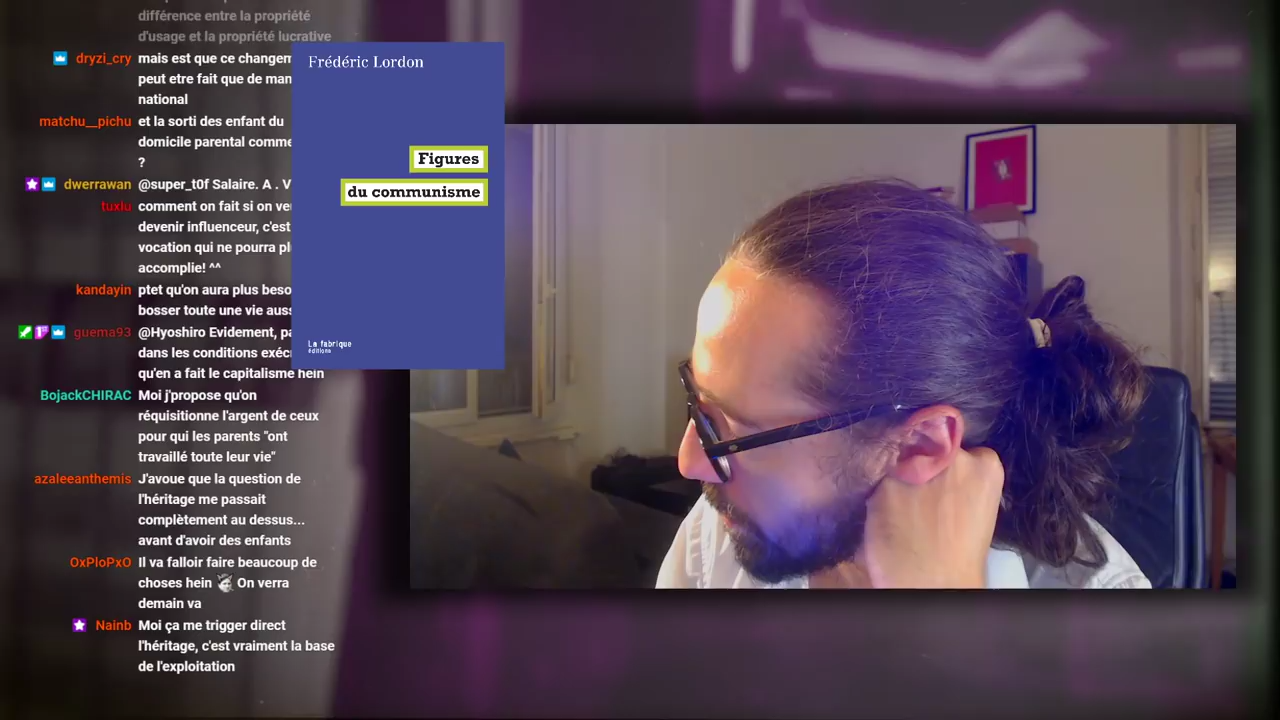 différence entre la propriété
d'usage et la propriété lucrative
dryzi_cry mais est que ce changem
peut etre fait que de man
national
matchu__pichu et la sorti des enfant du
domicile parental comme
?
dwerrawan @super_t0f Salaire. A . V
tuxlu comment on fait si on ve
devenir influenceur, c'est
vocation qui ne pourra pl
accomplie! ^^
kandayin ptet qu'on aura plus beso
bosser toute une vie auss
guema93 @Hyoshiro Evidement, pa
dans les conditions exéc
qu'en a fait le capitalisme hein
BojackCHIRAC Moi j'propose qu'on
réquisitionne l'argent de ceux
pour qui les parents "ont
travaillé toute leur vie"
azaleeanthemis J'avoue que la question de
l'héritage me passait
complètement au dessus...
avant d'avoir des enfants
OxPloPxO Il va falloir faire beaucoup de
choses hein On verra
demain va
Nainb Moi ça me trigger direct
l'héritage, c'est vraiment la base
de l'exploitation
Frédéric Lordon
Figures
du communisme
La fabrique
éditions